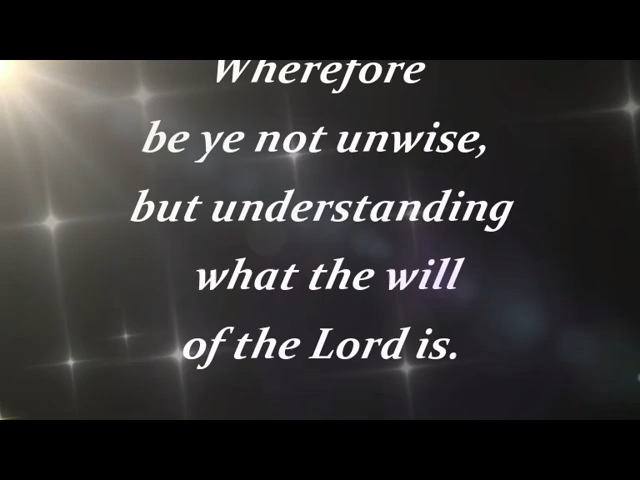 Wherefore
be ye not unwise,
but understanding
what the will
of the Lord is.